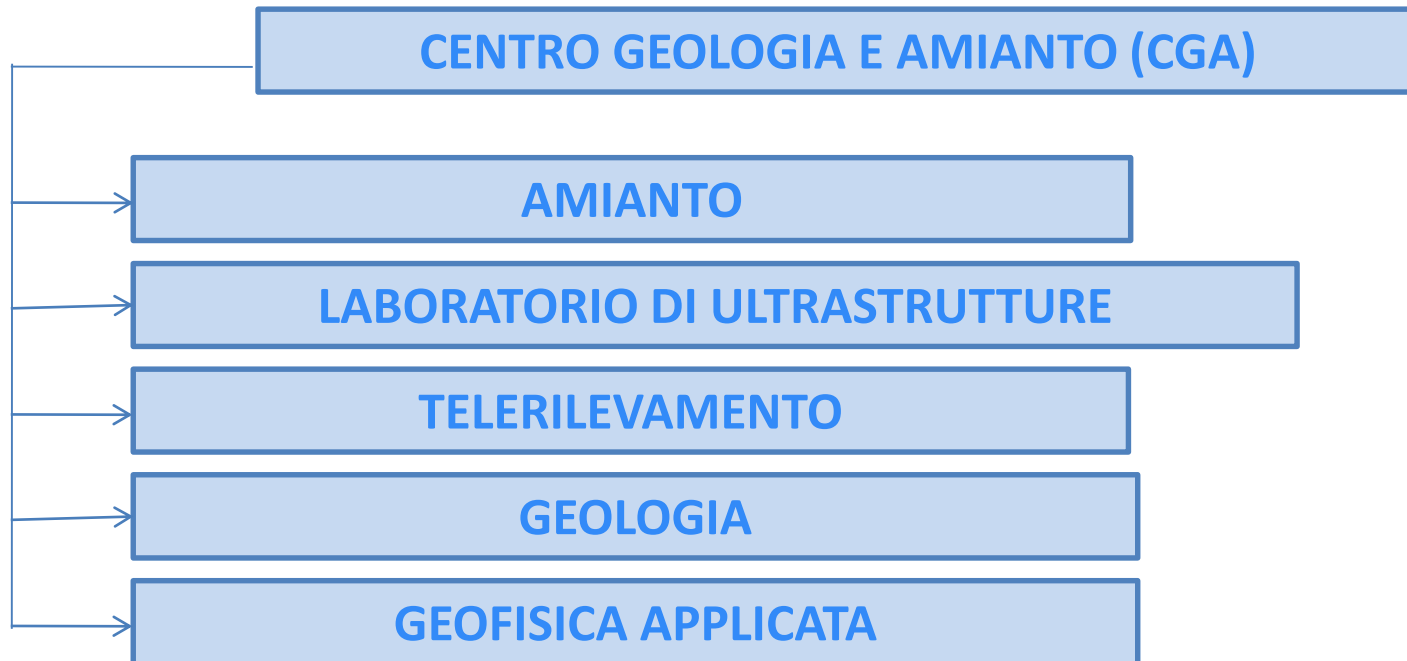 CENTRO GEOLOGIA E AMIANTO (CGA)
AMIANTO
LABORATORIO DI ULTRASTRUTTURE
TELERILEVAMENTO
GEOLOGIA
GEOFISICA APPLICATA